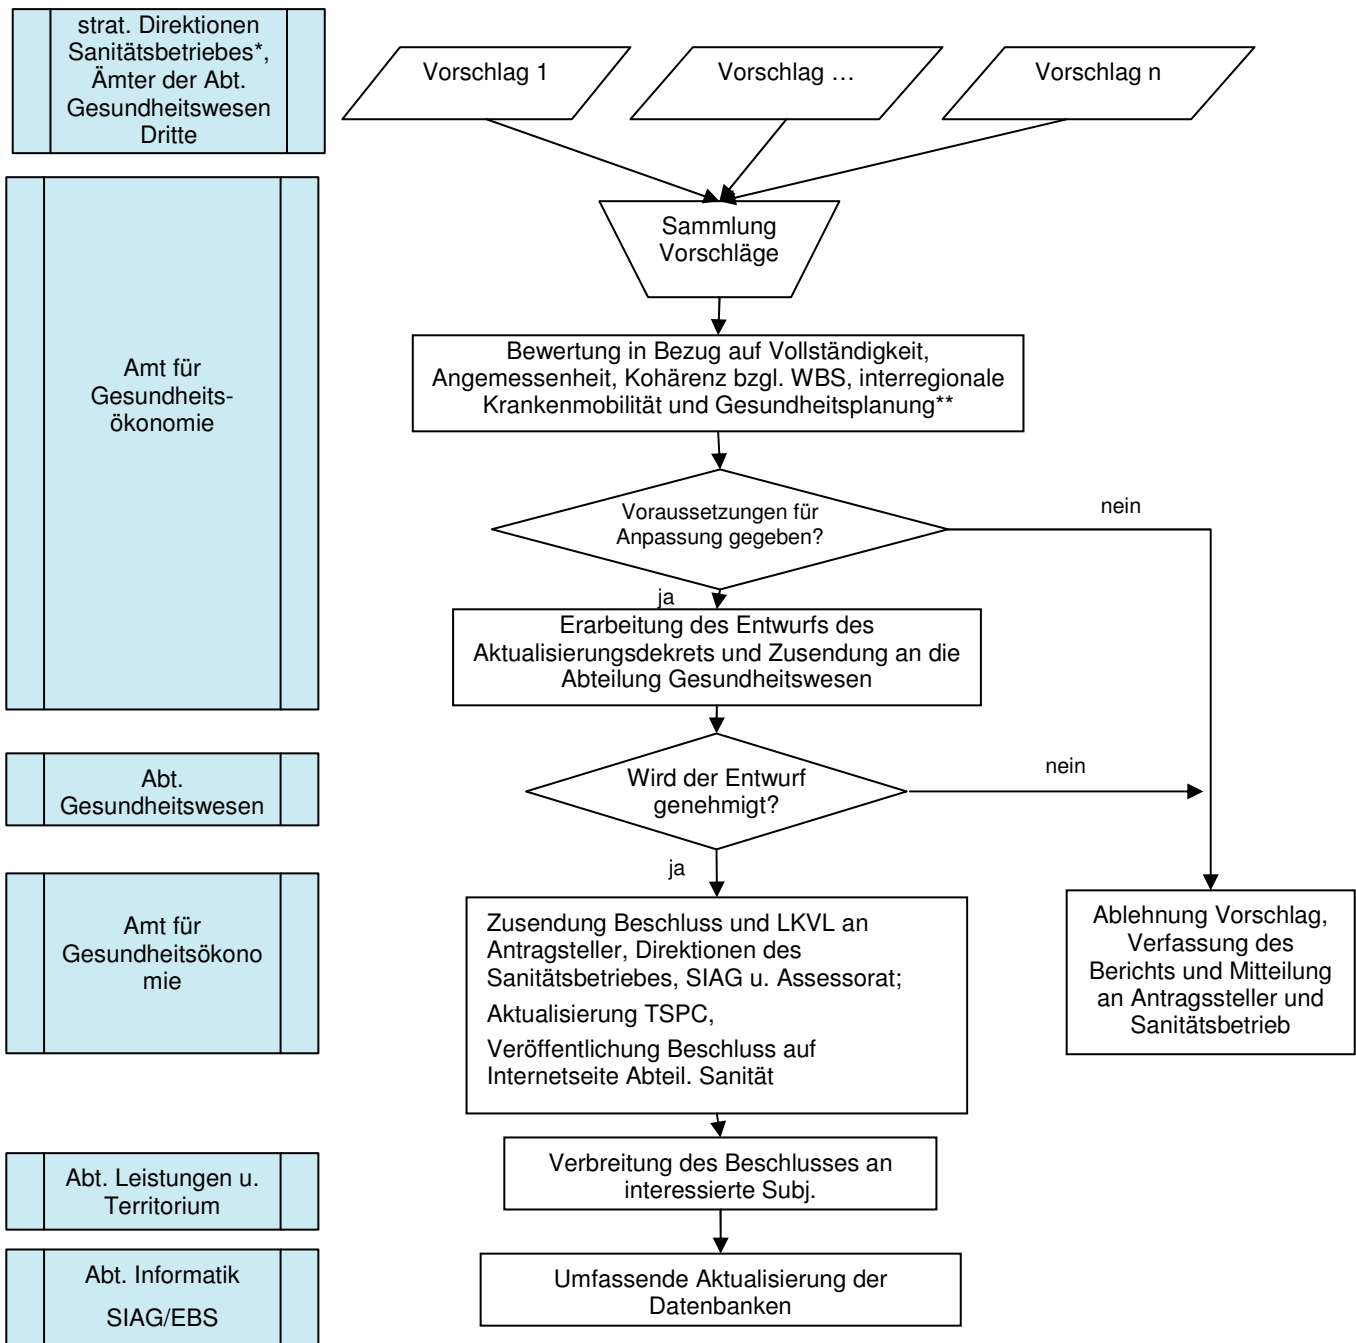 strat. Direktionen
Sanitätsbetriebes*,
Ämter der Abt.
Gesundheitswesen
Dritte
Vorschlag 1
Vorschlag …
Vorschlag n
Sammlung
Vorschläge
Amt für
Gesundheits-
ökonomie
Bewertung in Bezug auf Vollständigkeit,
Angemessenheit, Kohärenz bzgl. WBS, interregionale
Krankenmobilität und Gesundheitsplanung**
Voraussetzungen für
Anpassung gegeben?
nein
ja
Erarbeitung des Entwurfs des
Aktualisierungsdekrets und Zusendung an die
Abteilung Gesundheitswesen
Abt.
Gesundheitswesen
Wird der Entwurf
genehmigt?
nein
ja
Amt für
Gesundheitsökono
mie
Zusendung Beschluss und LKVL an
Antragsteller, Direktionen des
Sanitätsbetriebes, SIAG u. Assessorat;
Aktualisierung TSPC,
Veröffentlichung Beschluss auf
Internetseite Abteil. Sanität
Ablehnung Vorschlag,
Verfassung des
Berichts und Mitteilung
an Antragssteller und
Sanitätsbetrieb
Abt. Leistungen u.
Territorium
Verbreitung des Beschlusses an
interessierte Subj.
Abt. Informatik
SIAG/EBS
Umfassende Aktualisierung der
Datenbanken